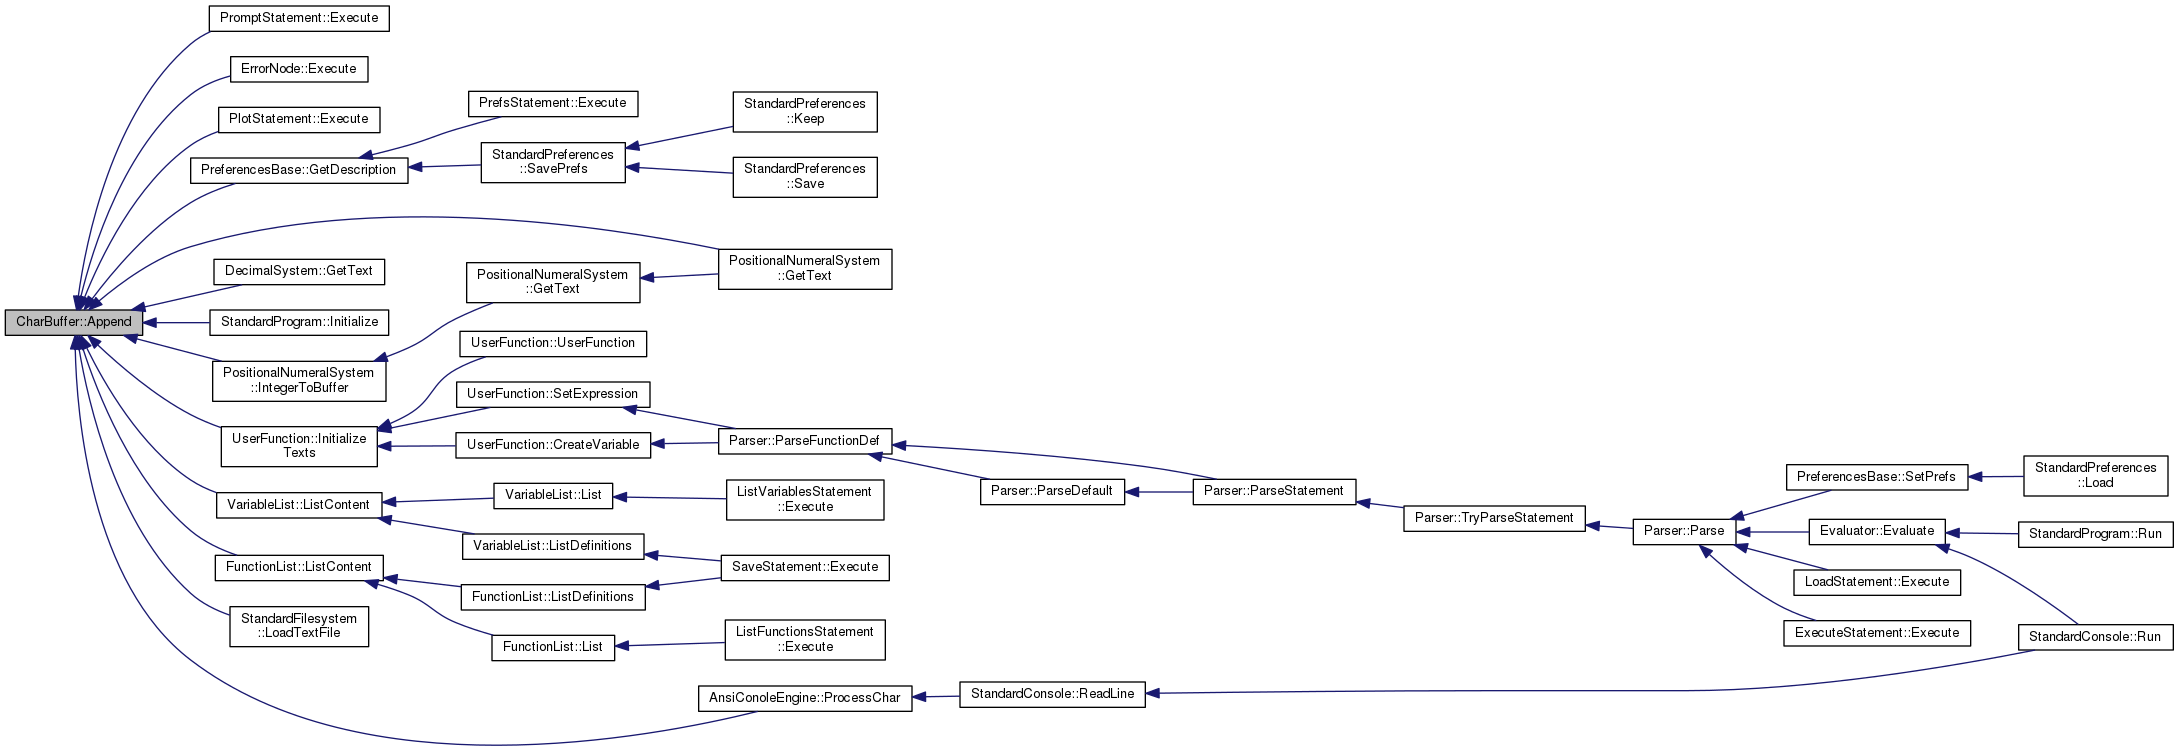 PromptStatement::Execute
ErrorNode::Execute
PlotStatement::Execute
PreferencesBase::GetDescription
PrefsStatement::Execute
StandardPreferences
::SavePrefs
StandardPreferences
::Keep
StandardPreferences
::Save
DecimalSystem::GetText
PositionalNumeralSystem
::GetText
PositionalNumeralSystem
::GetText
CharBuffer::Append
StandardProgram::Initialize
PositionalNumeralSystem
::IntegerToBuffer
UserFunction::UserFunction
UserFunction::SetExpression
UserFunction::Initialize
Texts
UserFunction::CreateVariable
Parser::ParseFunctionDef
Parser::ParseDefault
Parser::ParseStatement
Parser::TryParseStatement
Parser::Parse
PreferencesBase::SetPrefs
StandardPreferences
::Load
Evaluator::Evaluate
StandardProgram::Run
LoadStatement::Execute
ExecuteStatement::Execute
StandardConsole::Run
VariableList::ListContent
VariableList::List
ListVariablesStatement
::Execute
VariableList::ListDefinitions
SaveStatement::Execute
FunctionList::ListContent
FunctionList::ListDefinitions
FunctionList::List
ListFunctionsStatement
::Execute
StandardFilesystem
::LoadTextFile
AnsiConoleEngine::ProcessChar
StandardConsole::ReadLine